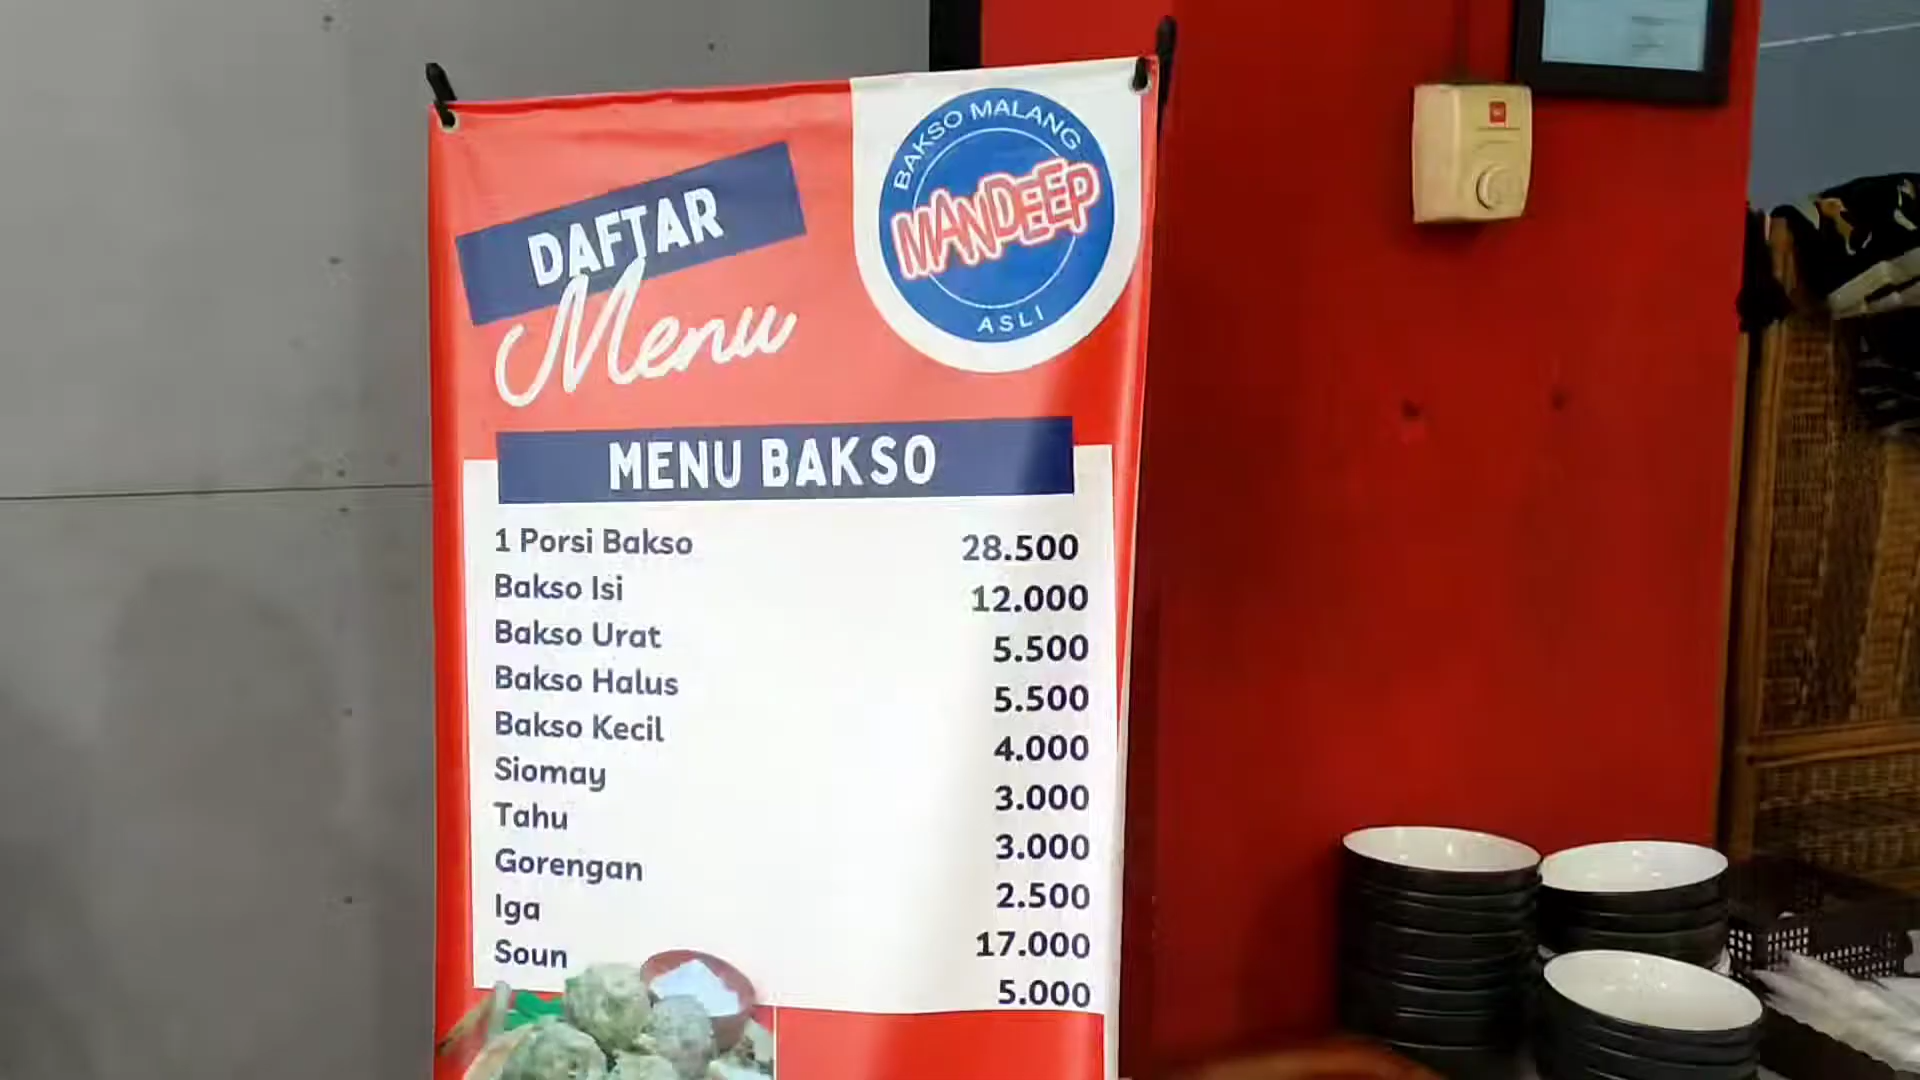 DAFTAR
Menu
BAKSO MALANG
MANDEEP
ASLI
MENU BAKSO
1 Porsi Bakso 28.500
Bakso Isi 12.000
Bakso Urat 5.500
Bakso Halus 5.500
Bakso Kecil 4.000
Siomay 3.000
Tahu 3.000
Gorengan 2.500
Iga 17.000
Soun 5.000